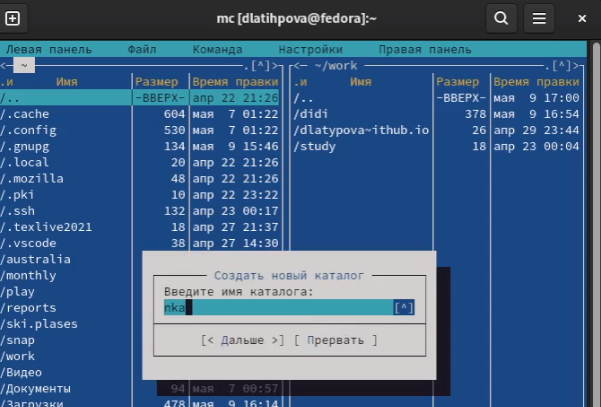 mc [dlatihpova@fedora]:~
Левая панель Файл Команда Настройки Правая панель
<— ~ .[^]>
.и Имя Размер Время правки
/.. -ВВЕРХ- апр 22 21:26
/.cache 604 мая 7 01:22
/.config 530 мая 7 01:22
/.gnupg 134 мая 9 15:46
/.local 20 апр 22 21:26
/.mozilla 48 апр 22 21:26
/.pki 10 апр 22 23:22
/.ssh 132 апр 23 00:17
/.texlive2021 18 апр 27 21:37
/.vscode 38 апр 27 14:30
/australia
/monthly
/play
/reports
/ski.plases
/snap
/work
/Видео
/Документы 94 мая 7 00:57
/Загрузки 478 мая 9 16:14
<— ~/work .[^]>
.и Имя Размер Время правки
/.. -ВВЕРХ- мая 9 17:00
/didi 378 мая 9 16:54
/dlatypova~ithub.io 26 апр 29 23:44
/study 18 апр 23 00:04
Создать новый каталог
Введите имя каталога:
nka [^]
[< Дальше >] [ Прервать ]